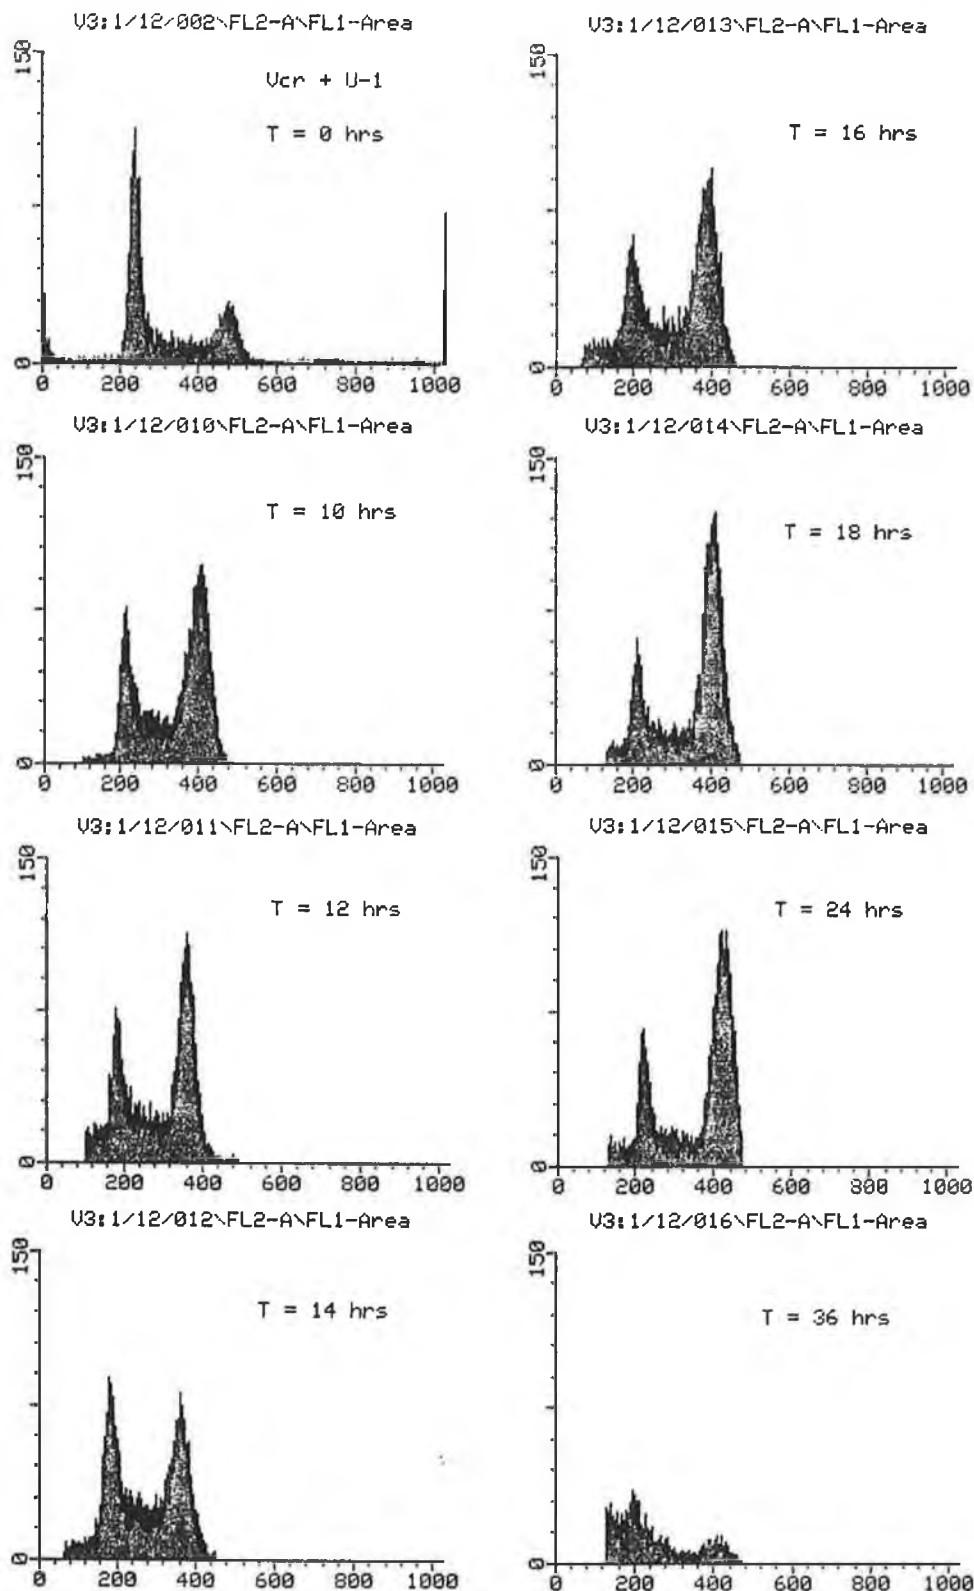 V3:1/12/002\FL2-A\FL1-Area
150
Vcr + U-1
T = 0 hrs
0
0 200 400 600 800 1000
V3:1/12/010\FL2-A\FL1-Area
150
T = 10 hrs
0
0 200 400 600 800 1000
V3:1/12/011\FL2-A\FL1-Area
150
T = 12 hrs
0
0 200 400 600 800 1000
V3:1/12/012\FL2-A\FL1-Area
150
T = 14 hrs
0
0 200 400 600 800 1000
V3:1/12/013\FL2-A\FL1-Area
150
T = 16 hrs
0
0 200 400 600 800 1000
V3:1/12/014\FL2-A\FL1-Area
150
T = 18 hrs
0
0 200 400 600 800 1000
V3:1/12/015\FL2-A\FL1-Area
150
T = 24 hrs
0
0 200 400 600 800 1000
V3:1/12/016\FL2-A\FL1-Area
150
T = 36 hrs
0
0 200 400 600 800 1000